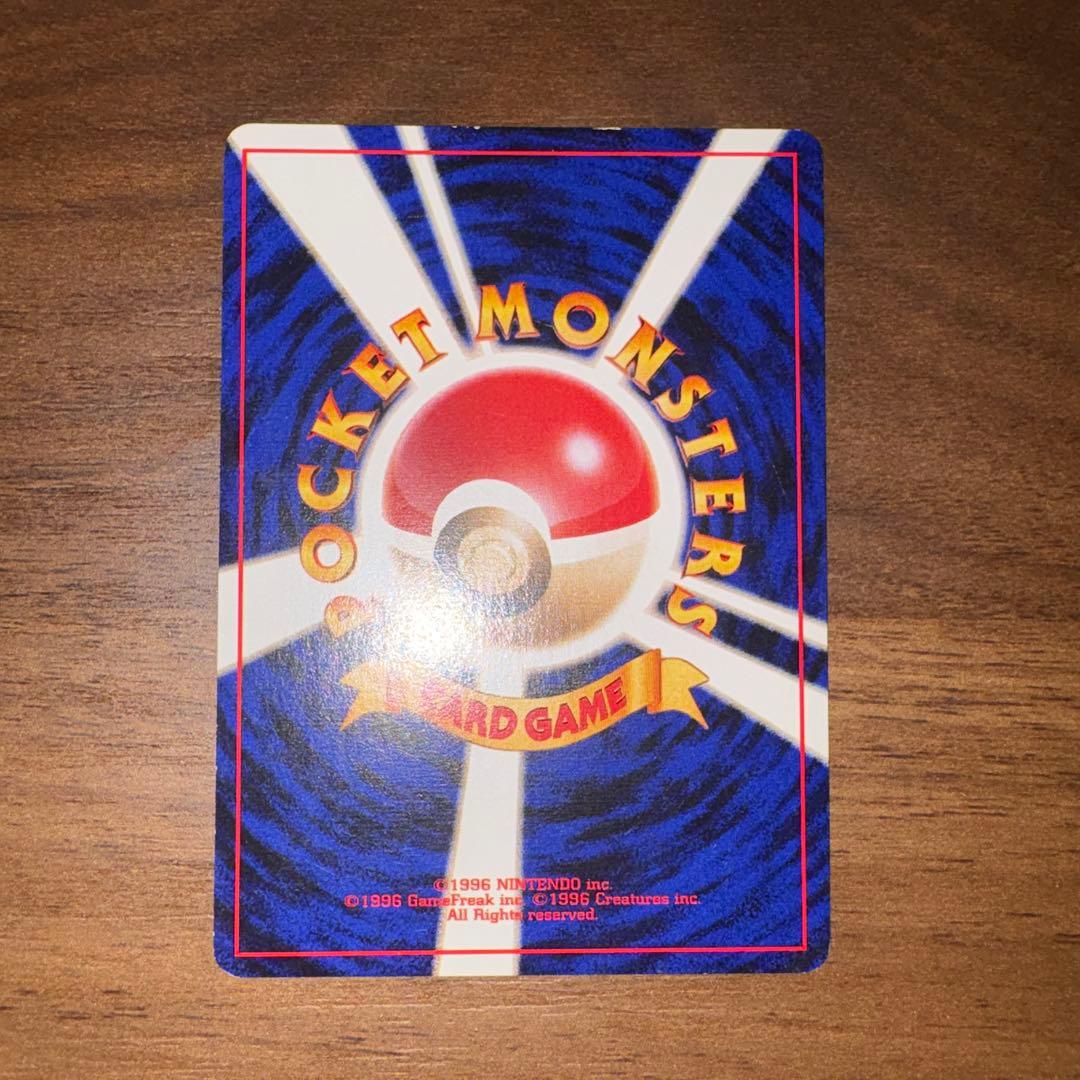 POCKET MONSTERS
CARD GAME
©1996 NINTENDO inc.
©1996 GameFreak inc. ©1996 Creatures inc.
All Rights reserved.